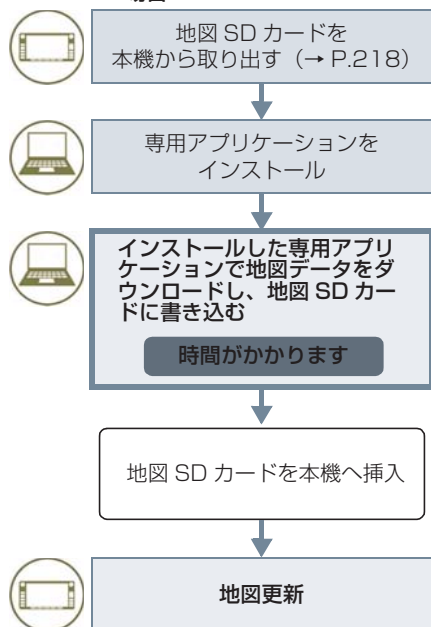 地図 SD カードを
本機から取り出す（→ P.218）
専用アプリケーションを
インストール
インストールした専用アプリ
ケーションで地図データをダ
ウンロードし、地図 SD カー
ドに書き込む
時間がかかります
地図 SD カードを本機へ挿入
地図更新